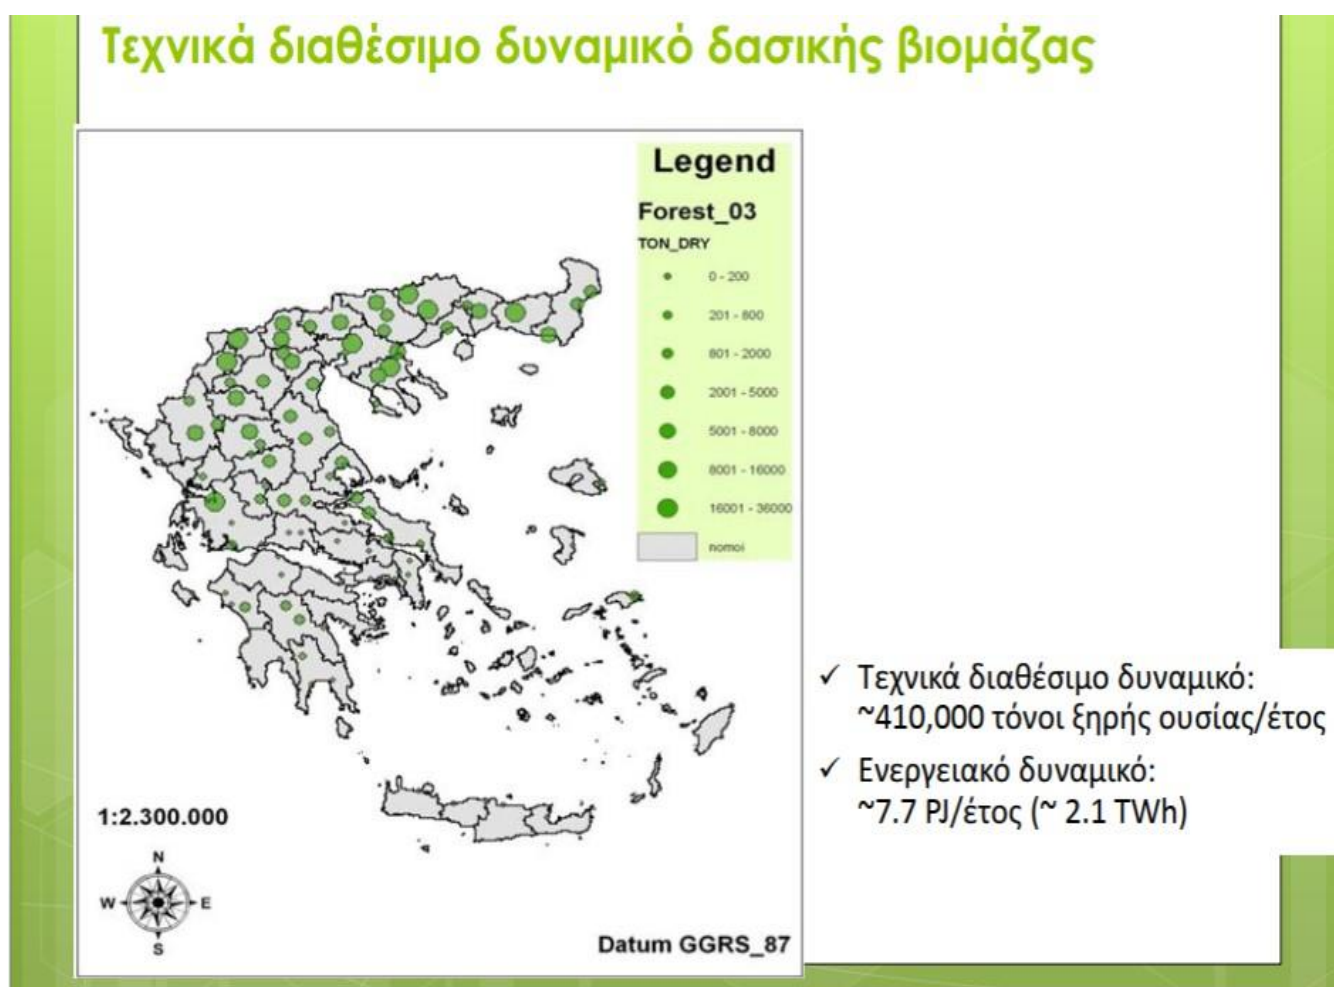 Τεχνικά διαθέσιμο δυναμικό δασικής βιομάζας
Legend
Forest_03
TON_DRY
0 - 200
201 - 800
801 - 2000
2001 - 5000
5001 - 8000
8001 - 16000
16001 - 36000
nomoi
✓ Τεχνικά διαθέσιμο δυναμικό:
~410,000 τόνοι ξηρής ουσίας/έτος
✓ Ενεργειακό δυναμικό:
~7.7 PJ/έτος (~ 2.1 TWh)
1:2.300.000
N
W E
S
Datum GGRS_87